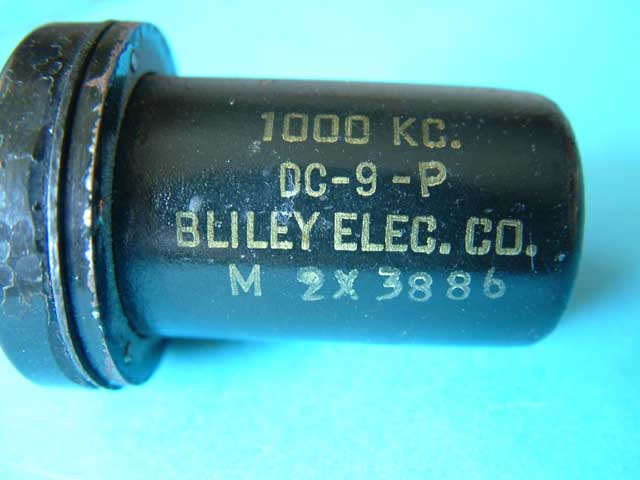 1000 KC.
DC-9-P
BLILEY ELEC. CO.
M 2X3886